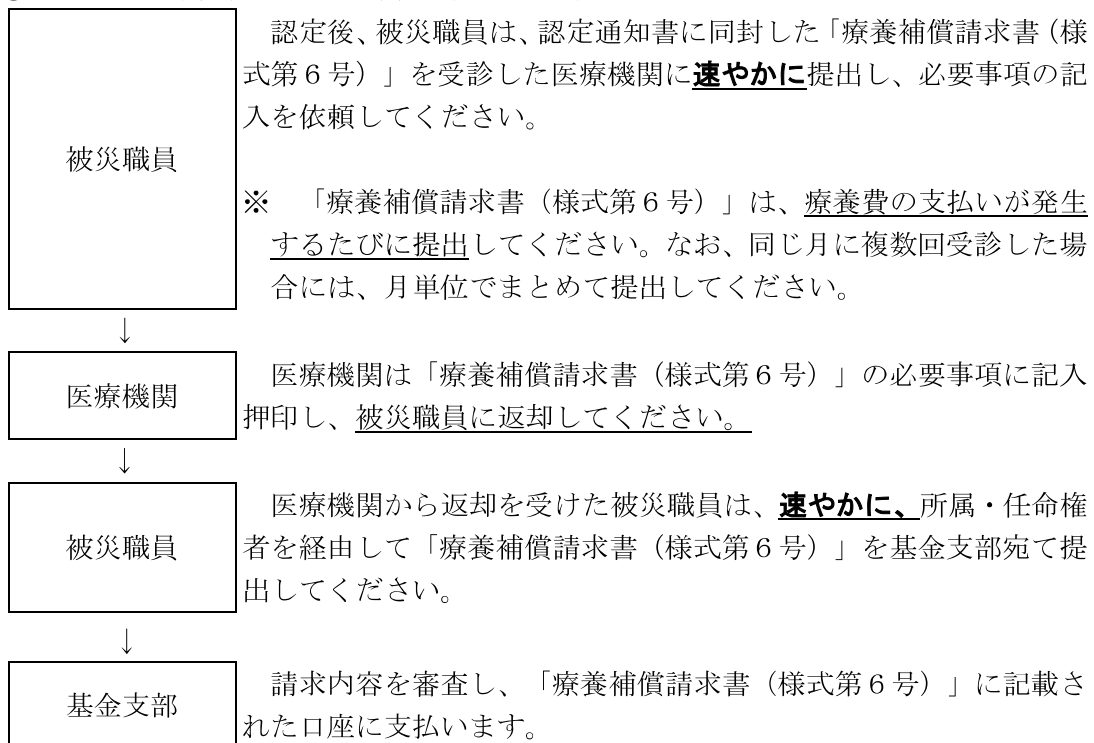 認定後、被災職員は、認定通知書に同封した「療養補償請求書（様
式第６号）」を受診した医療機関に速やかに提出し、必要事項の記
入を依頼してください。
被災職員
※　「療養補償請求書（様式第６号）」は、療養費の支払いが発生
するたびに提出してください。なお、同じ月に複数回受診した場
合には、月単位でまとめて提出してください。
↓
医療機関
医療機関は「療養補償請求書（様式第６号）」の必要事項に記入
押印し、被災職員に返却してください。
↓
被災職員
医療機関から返却を受けた被災職員は、速やかに、所属・任命権
者を経由して「療養補償請求書（様式第６号）」を基金支部宛て提
出してください。
↓
基金支部
請求内容を審査し、「療養補償請求書（様式第６号）」に記載さ
れた口座に支払います。